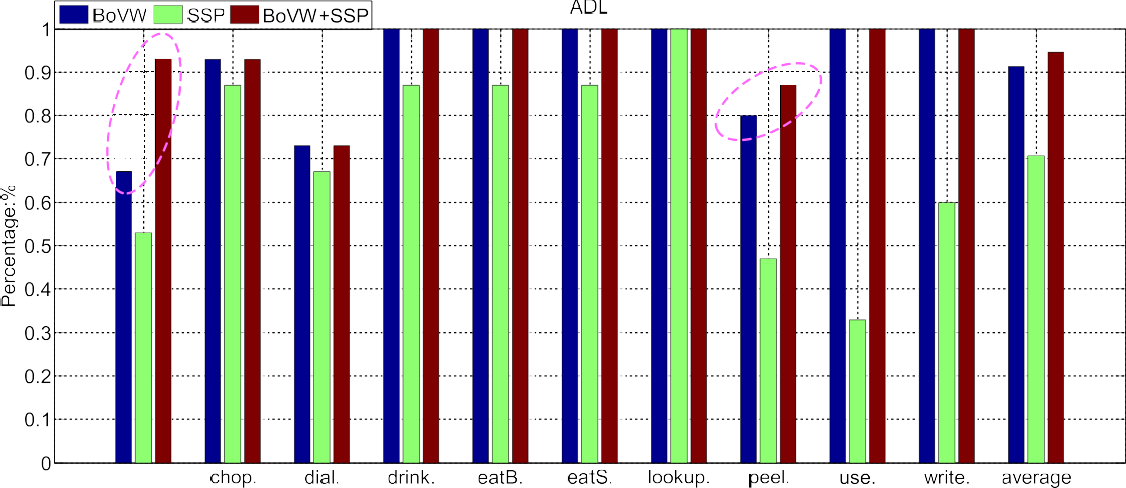 ADL
BoVW SSP BoVW+SSP
Percentage:%
1
0.9
0.8
0.7
0.6
0.5
0.4
0.3
0.2
0.1
0
chop. dial. drink. eatB. eatS. lookup. peel. use. write. average